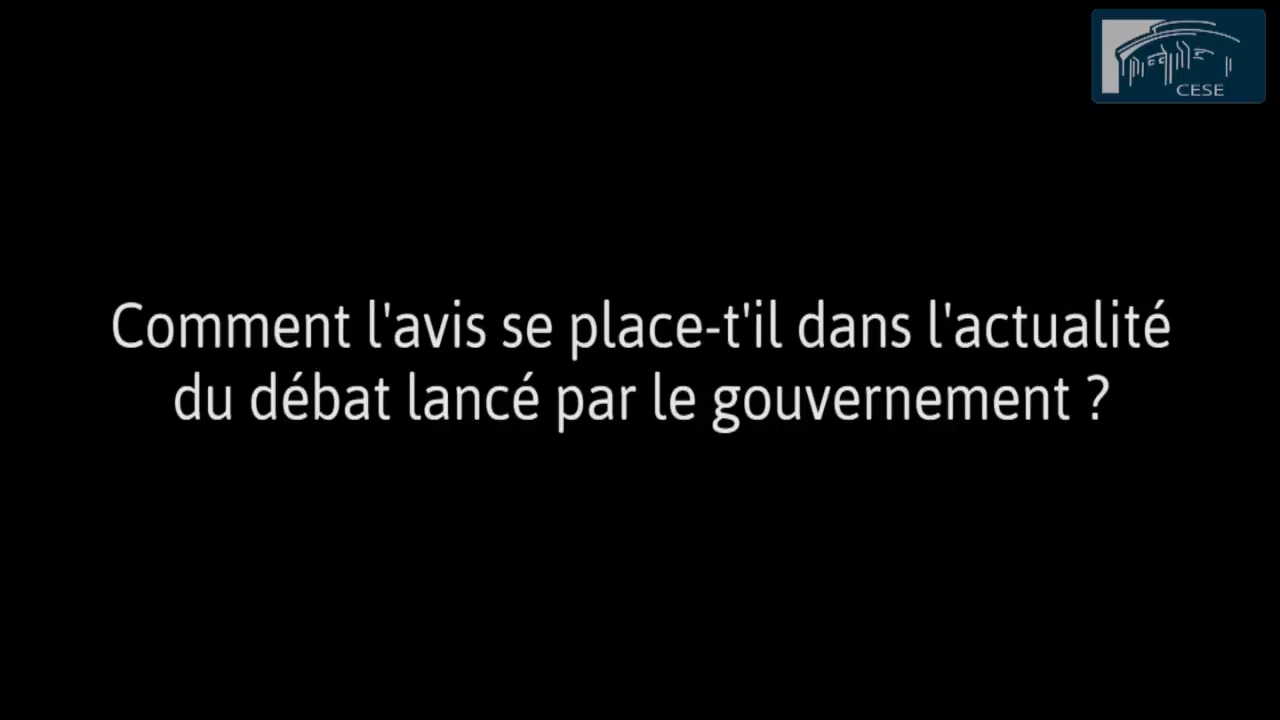 CESE
Comment l'avis se place-t'il dans l'actualité
du débat lancé par le gouvernement ?